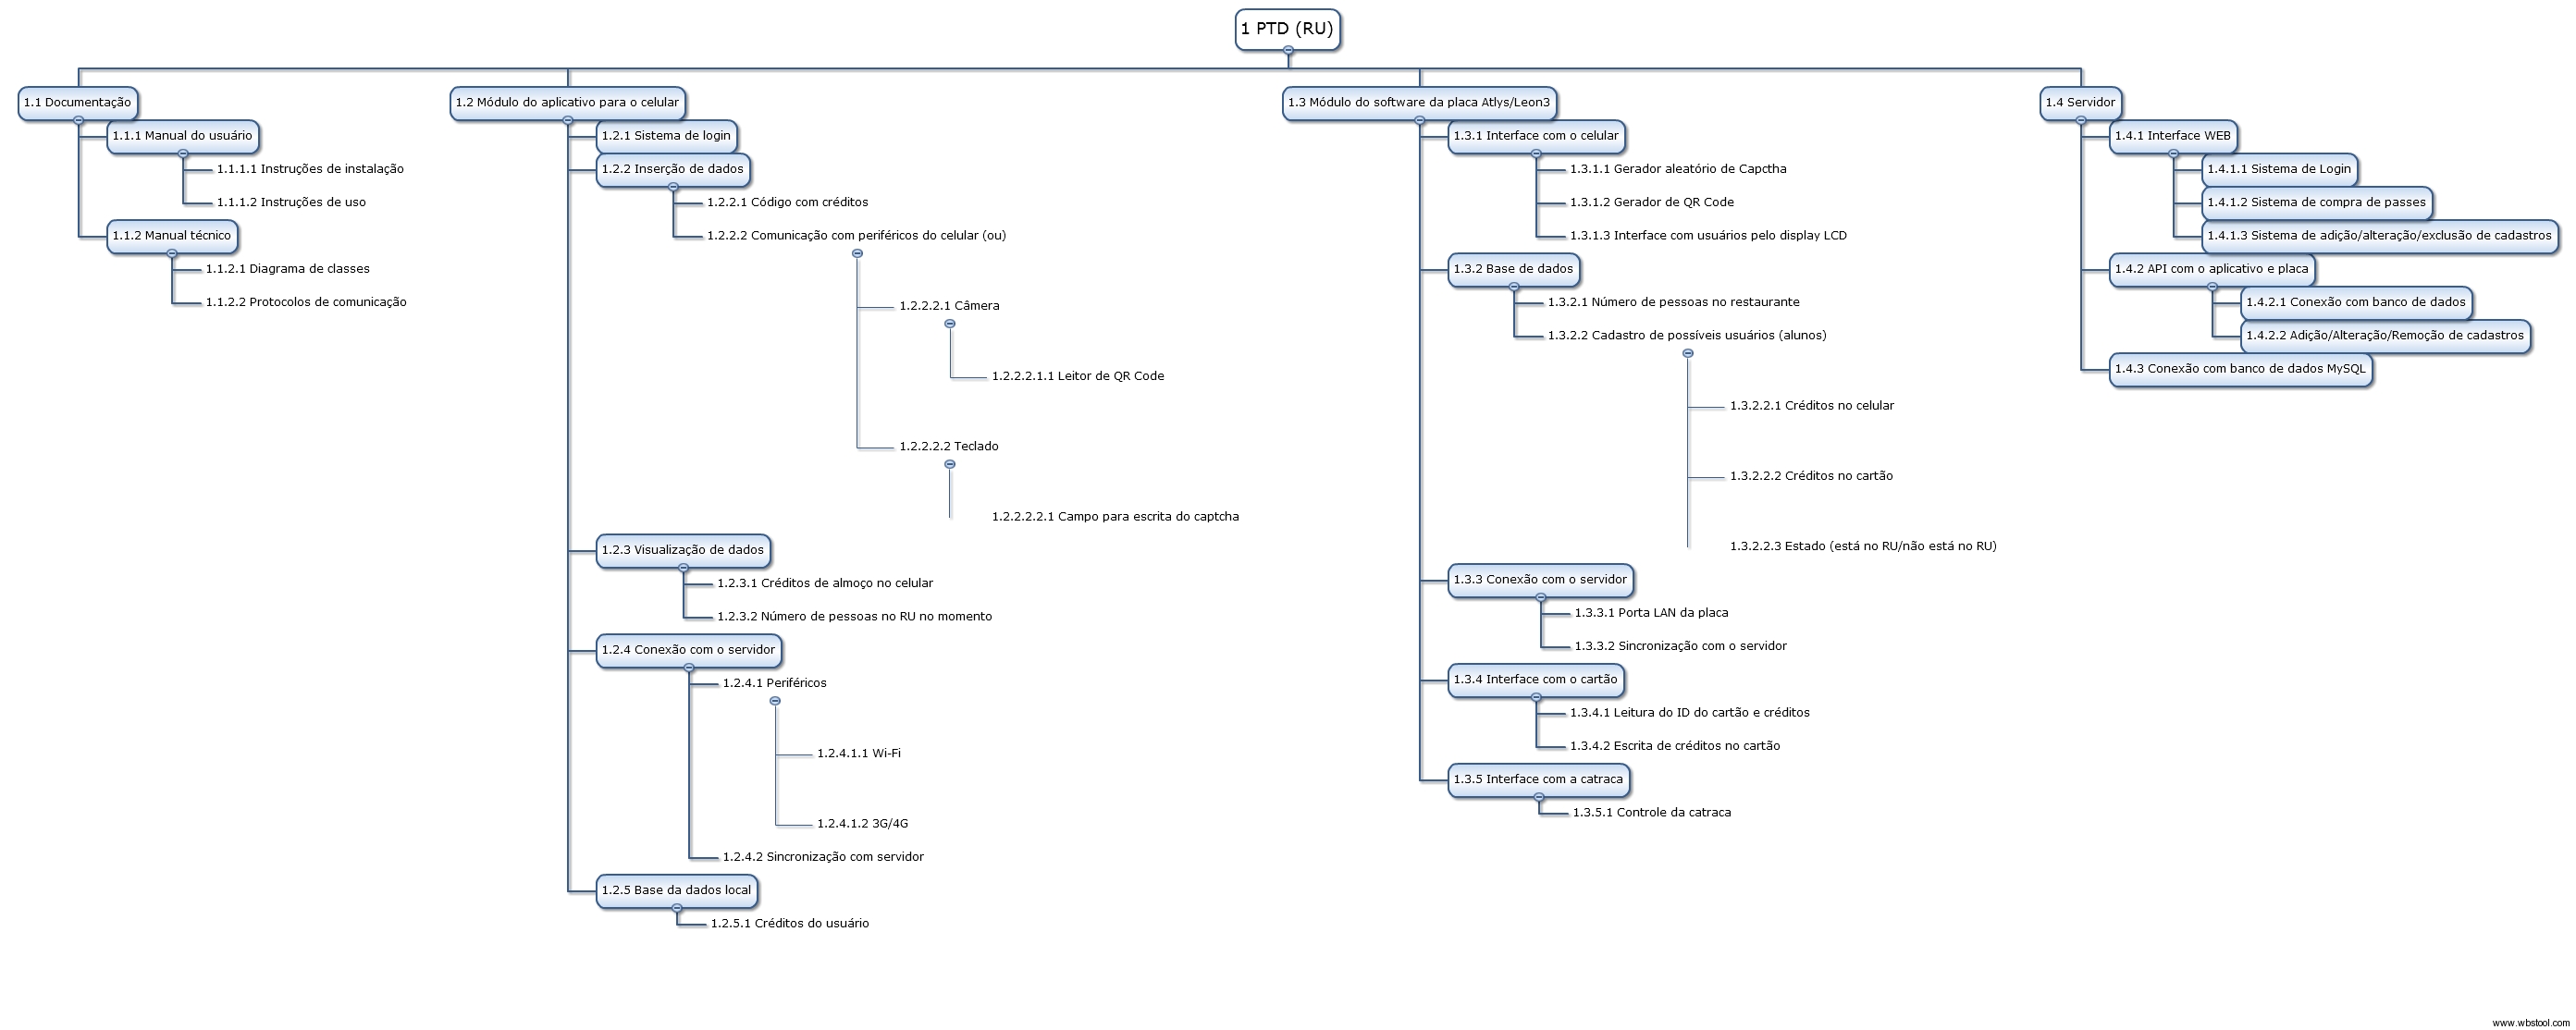 1 PTD (RU)
1.1 Documentação
1.1.1 Manual do usuário
1.1.1.1 Instruções de instalação
1.1.1.2 Instruções de uso
1.1.2 Manual técnico
1.1.2.1 Diagrama de classes
1.1.2.2 Protocolos de comunicação
1.2 Módulo do aplicativo para o celular
1.2.1 Sistema de login
1.2.2 Inserção de dados
1.2.2.1 Código com créditos
1.2.2.2 Comunicação com periféricos do celular (ou)
1.2.2.2.1 Câmera
1.2.2.2.1.1 Leitor de QR Code
1.2.2.2.2 Teclado
1.2.2.2.2.1 Campo para escrita do captcha
1.2.3 Visualização de dados
1.2.3.1 Créditos de almoço no celular
1.2.3.2 Número de pessoas no RU no momento
1.2.4 Conexão com o servidor
1.2.4.1 Periféricos
1.2.4.1.1 Wi-Fi
1.2.4.1.2 3G/4G
1.2.4.2 Sincronização com servidor
1.2.5 Base da dados local
1.2.5.1 Créditos do usuário
1.3 Módulo do software da placa Atlys/Leon3
1.3.1 Interface com o celular
1.3.1.1 Gerador aleatório de Capctha
1.3.1.2 Gerador de QR Code
1.3.1.3 Interface com usuários pelo display LCD
1.3.2 Base de dados
1.3.2.1 Número de pessoas no restaurante
1.3.2.2 Cadastro de possíveis usuários (alunos)
1.3.2.2.1 Créditos no celular
1.3.2.2.2 Créditos no cartão
1.3.2.2.3 Estado (está no RU/não está no RU)
1.3.3 Conexão com o servidor
1.3.3.1 Porta LAN da placa
1.3.3.2 Sincronização com o servidor
1.3.4 Interface com o cartão
1.3.4.1 Leitura do ID do cartão e créditos
1.3.4.2 Escrita de créditos no cartão
1.3.5 Interface com a catraca
1.3.5.1 Controle da catraca
1.4 Servidor
1.4.1 Interface WEB
1.4.1.1 Sistema de Login
1.4.1.2 Sistema de compra de passes
1.4.1.3 Sistema de adição/alteração/exclusão de cadastros
1.4.2 API com o aplicativo e placa
1.4.2.1 Conexão com banco de dados
1.4.2.2 Adição/Alteração/Remoção de cadastros
1.4.3 Conexão com banco de dados MySQL
www.wbstool.com